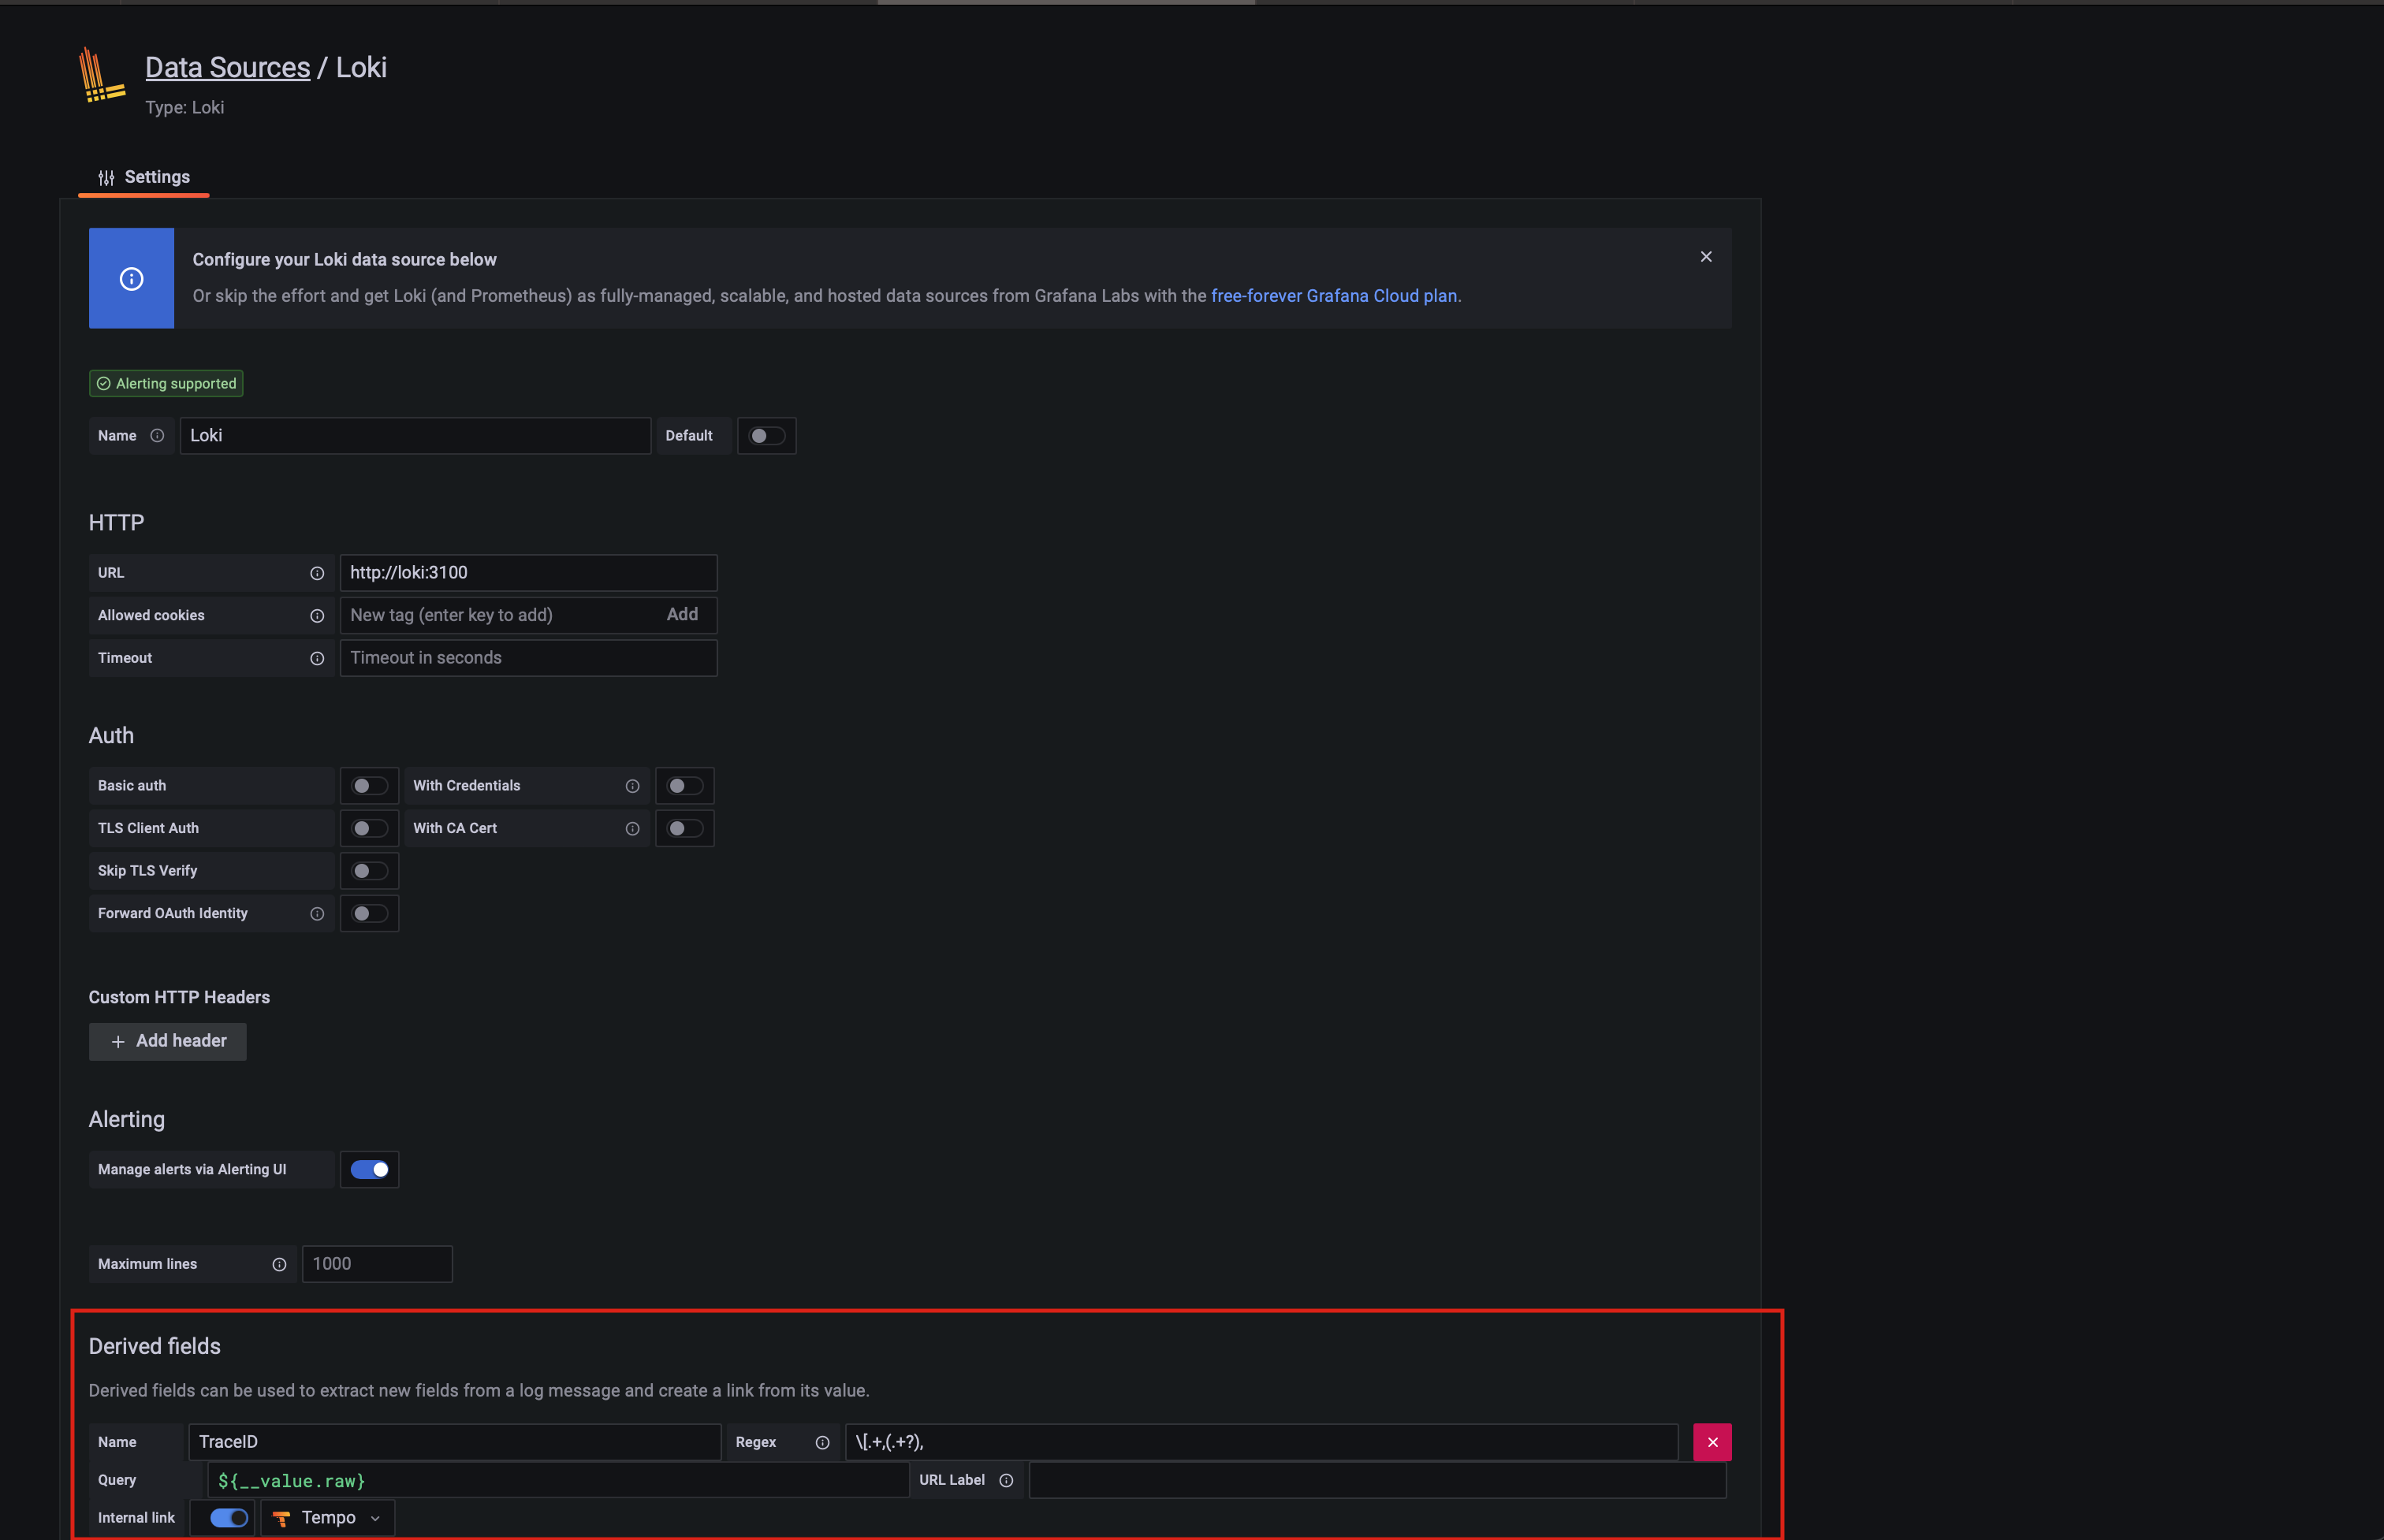 Data Sources / Loki
Type: Loki
Settings
Configure your Loki data source below
Or skip the effort and get Loki (and Prometheus) as fully-managed, scalable, and hosted data sources from Grafana Labs with the free-forever Grafana Cloud plan.
Alerting supported
Name Loki Default
HTTP
URL http://loki:3100
Allowed cookies New tag (enter key to add) Add
Timeout Timeout in seconds
Auth
Basic auth With Credentials
TLS Client Auth With CA Cert
Skip TLS Verify
Forward OAuth Identity
Custom HTTP Headers
+ Add header
Alerting
Manage alerts via Alerting UI
Maximum lines 1000
Derived fields
Derived fields can be used to extract new fields from a log message and create a link from its value.
Name TraceID Regex \[.+,(.+?),
Query ${__value.raw} URL Label
Internal link Tempo